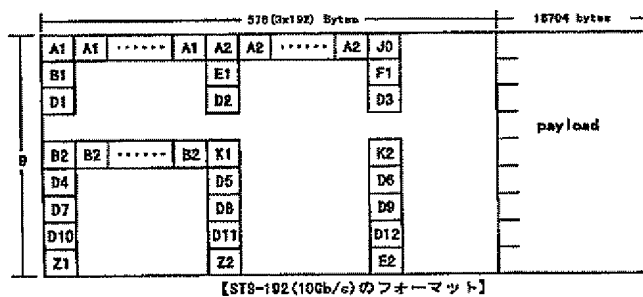 576(3x192) Bytes 16704 bytes
A1 A1 ⋯⋯ A1 A2 A2 ⋯⋯ A2 J0
B1 E1 F1
D1 D2 D3
payload
9
B2 B2 ⋯⋯ B2 K1 K2
D4 D5 D6
D7 D8 D9
D10 D11 D12
Z1 Z2 E2
【STS-192(10Gb/s)のフォーマット】